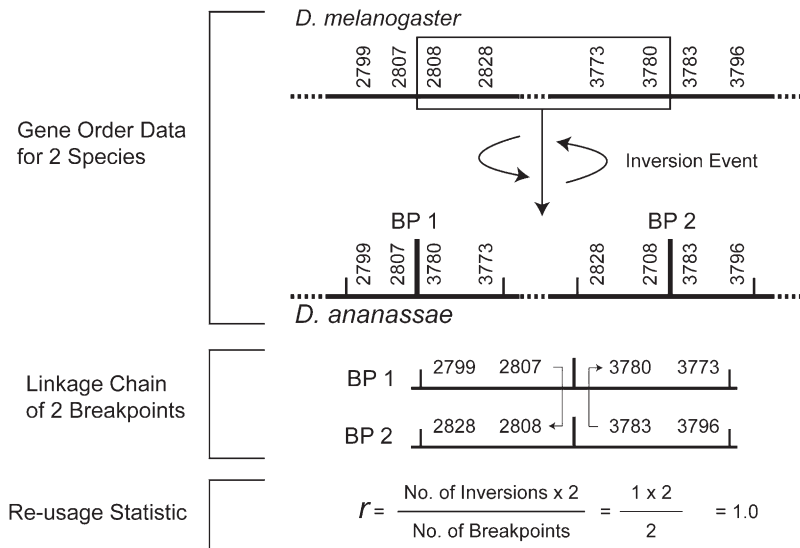 D. melanogaster
2799 2807 2808 2828 3773 3780 3783 3796
Gene Order Data
for 2 Species
Inversion Event
BP 1 BP 2
2799 2807 3780 3773 2828 2708 3783 3796
D. ananassae
Linkage Chain
of 2 Breakpoints
BP 1 2799 2807 3780 3773
BP 2 2828 2808 3783 3796
Re-usage Statistic
r = No. of Inversions x 2 = 1 x 2 = 1.0
No. of Breakpoints 2